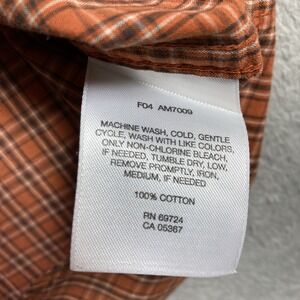 F04 AM7009
MACHINE WASH, COLD, GENTLE
CYCLE, WASH WITH LIKE COLORS,
ONLY NON-CHLORINE BLEACH,
IF NEEDED, TUMBLE DRY, LOW,
REMOVE PROMPTLY, IRON,
MEDIUM, IF NEEDED
100% COTTON
RN 69724
CA 05367